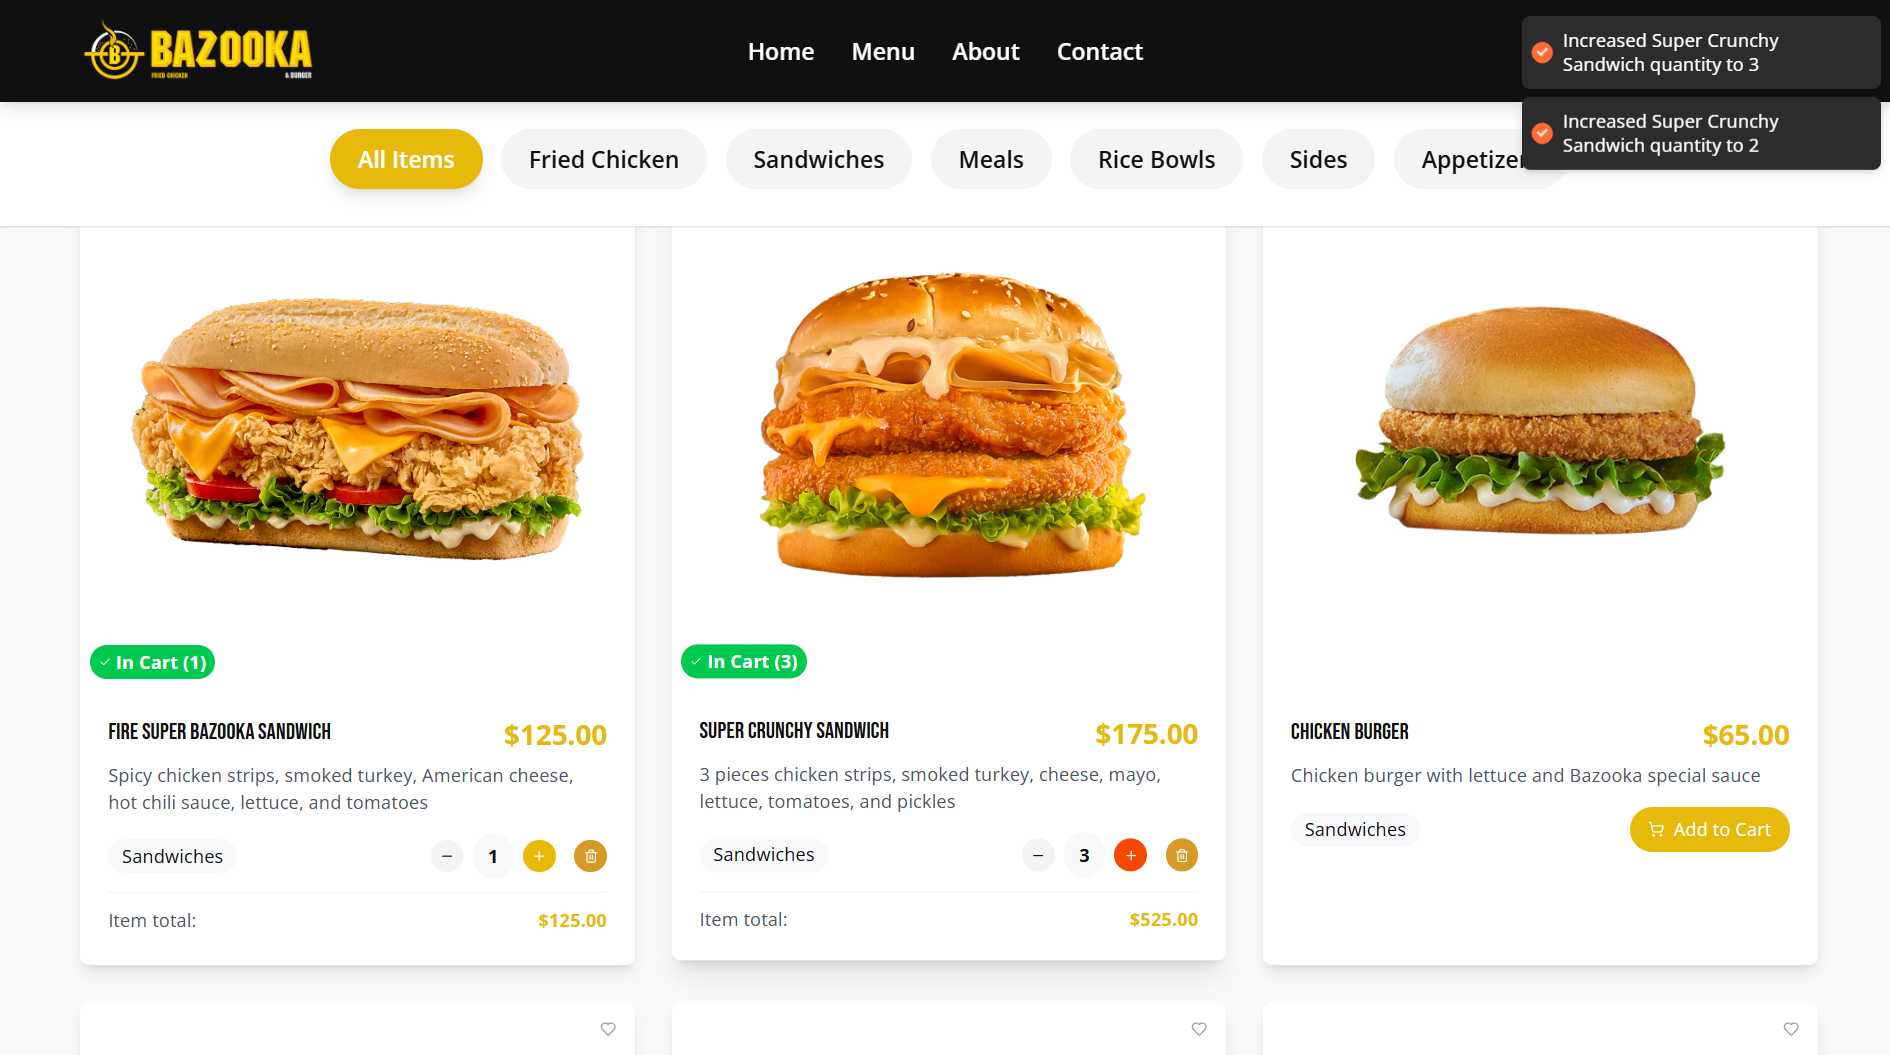 BAZOOKA
FRIED CHICKEN & BURGER
B
Home Menu About Contact
Increased Super Crunchy
Sandwich quantity to 3
Increased Super Crunchy
Sandwich quantity to 2
All Items Fried Chicken Sandwiches Meals Rice Bowls Sides Appetizer
In Cart (1)
FIRE SUPER BAZOOKA SANDWICH $125.00
Spicy chicken strips, smoked turkey, American cheese,
hot chili sauce, lettuce, and tomatoes
Sandwiches − 1 +
Item total: $125.00
In Cart (3)
SUPER CRUNCHY SANDWICH $175.00
3 pieces chicken strips, smoked turkey, cheese, mayo,
lettuce, tomatoes, and pickles
Sandwiches − 3 +
Item total: $525.00
CHICKEN BURGER $65.00
Chicken burger with lettuce and Bazooka special sauce
Sandwiches Add to Cart